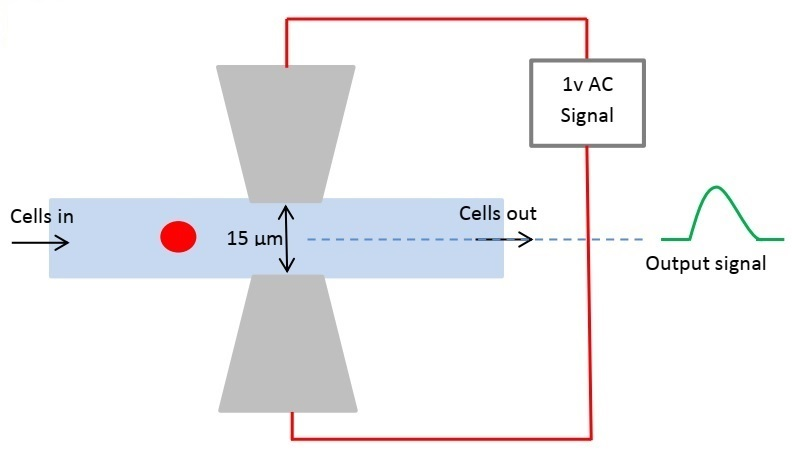 1v AC
Signal
Cells in
15 µm
Cells out
Output signal